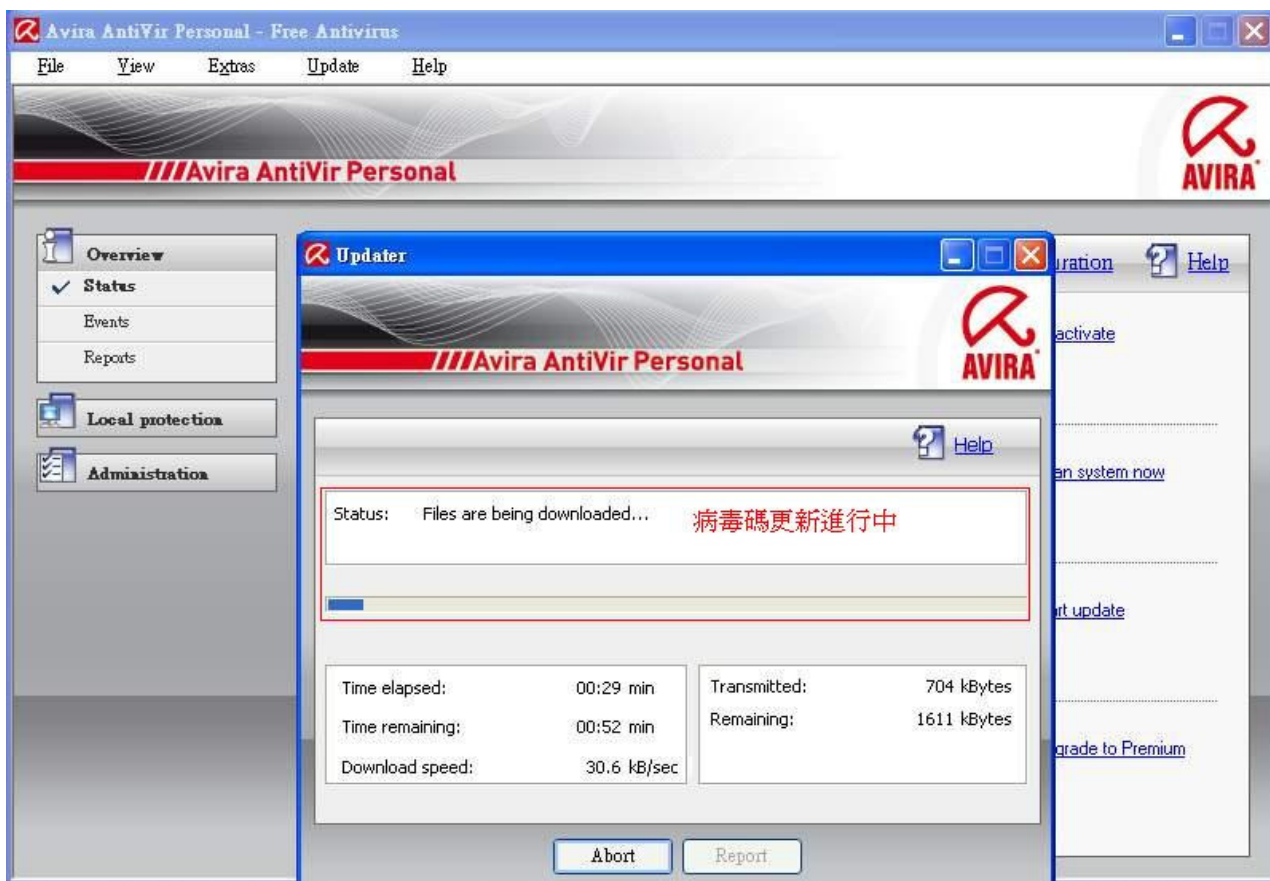 Avira AntiVir Personal - Free Antivirus
File View Extras Update Help
////Avira AntiVir Personal
AVIRA
Overview
Status
Events
Reports
Local protection
Administration
uration Help
activate
an system now
rt update
grade to Premium
Updater
////Avira AntiVir Personal
AVIRA
Help
Status: Files are being downloaded... 病毒碼更新進行中
Time elapsed: 00:29 min
Time remaining: 00:52 min
Download speed: 30.6 kB/sec
Transmitted: 704 kBytes
Remaining: 1611 kBytes
Abort Report